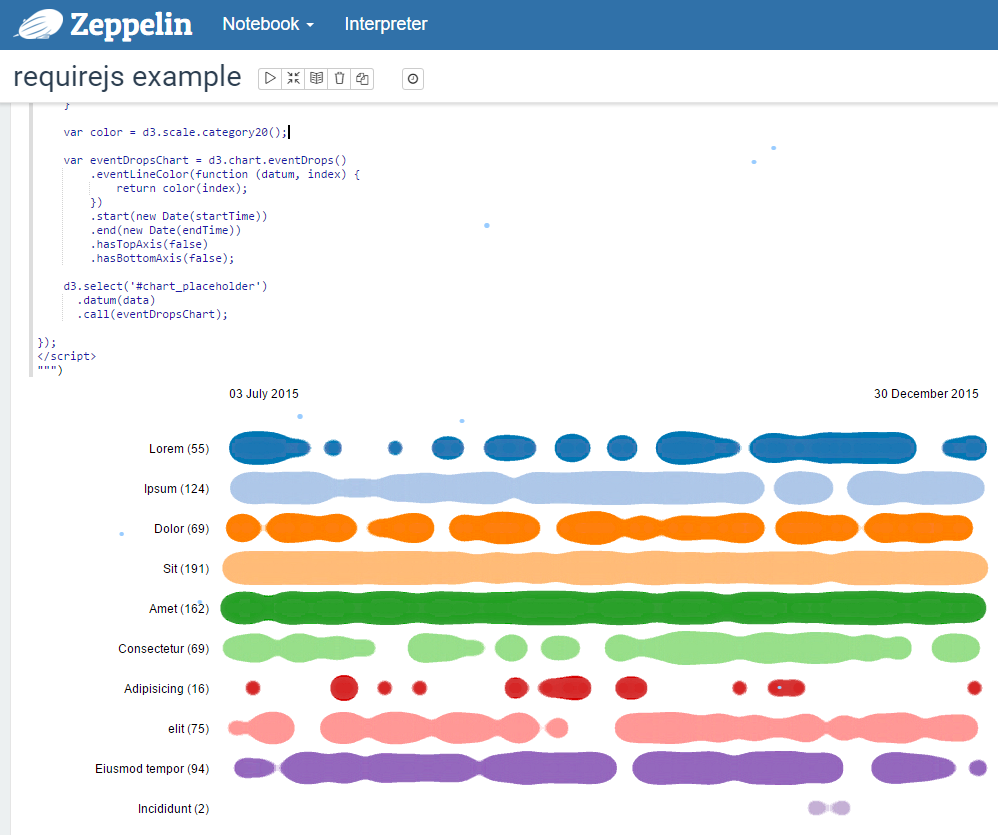 Zeppelin Notebook Interpreter
requirejs example
}
var color = d3.scale.category20();
var eventDropsChart = d3.chart.eventDrops()
.eventLineColor(function (datum, index) {
return color(index);
})
.start(new Date(startTime))
.end(new Date(endTime))
.hasTopAxis(false)
.hasBottomAxis(false);
d3.select('#chart_placeholder')
.datum(data)
.call(eventDropsChart);
});
</script>
""")
03 July 2015 30 December 2015
Lorem (55)
Ipsum (124)
Dolor (69)
Sit (191)
Amet (162)
Consectetur (69)
Adipisicing (16)
elit (75)
Eiusmod tempor (94)
Incididunt (2)